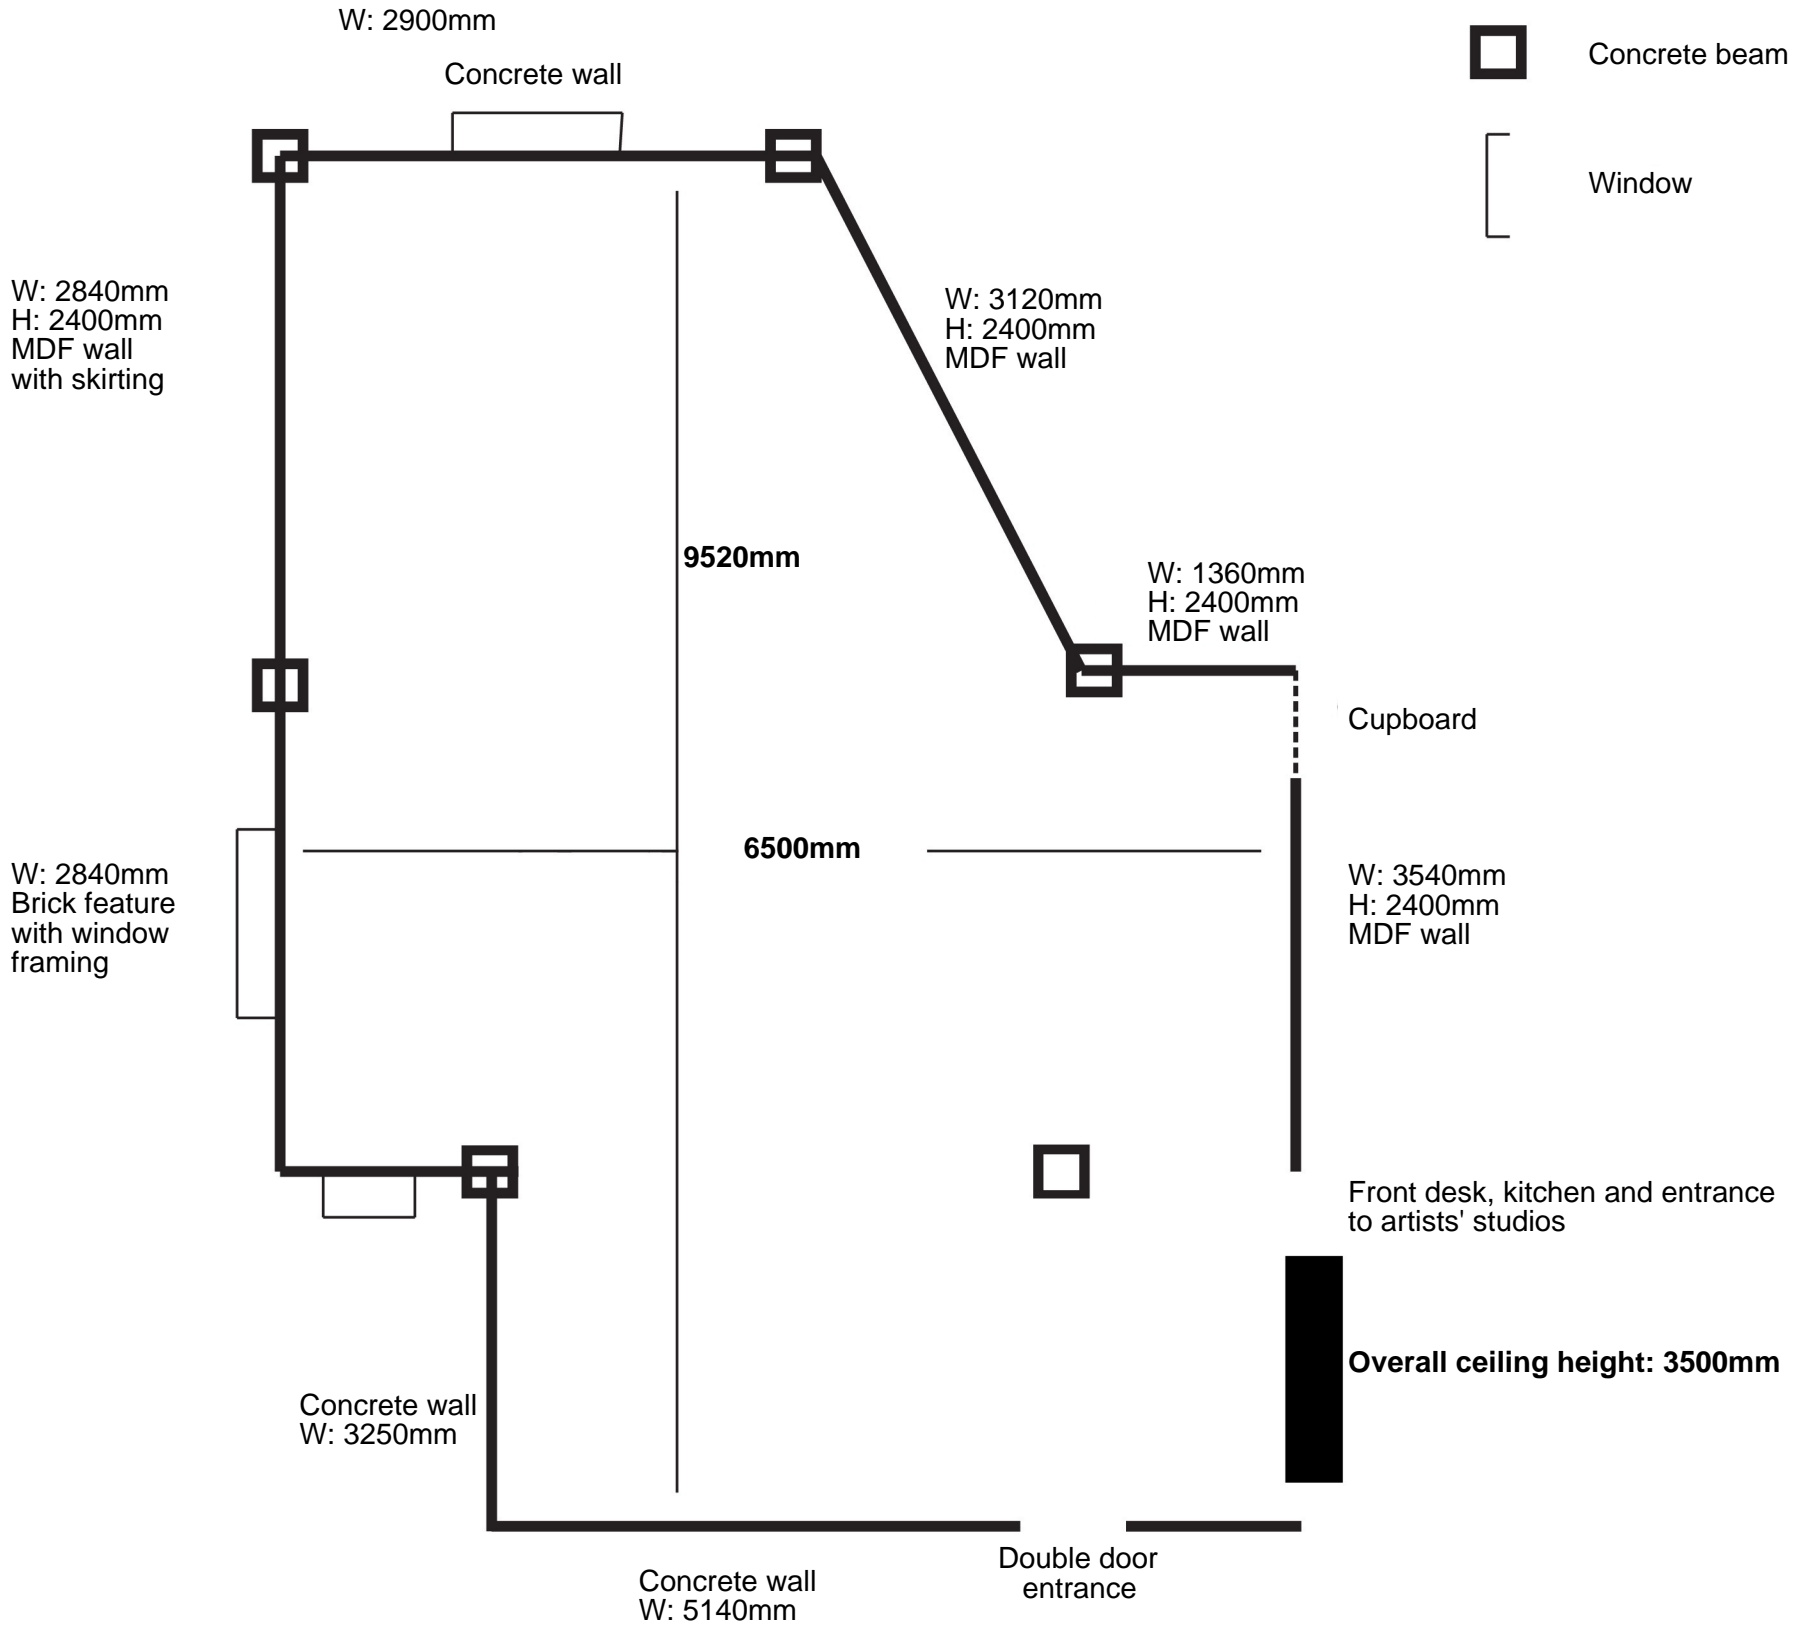 W: 2900mm
Concrete wall
Concrete beam
Window
W: 2840mm
H: 2400mm
MDF wall
with skirting
W: 3120mm
H: 2400mm
MDF wall
9520mm
W: 1360mm
H: 2400mm
MDF wall
Cupboard
6500mm
W: 2840mm
Brick feature
with window
framing
W: 3540mm
H: 2400mm
MDF wall
Front desk, kitchen and entrance
to artists' studios
Overall ceiling height: 3500mm
Concrete wall
W: 3250mm
Double door
entrance
Concrete wall
W: 5140mm